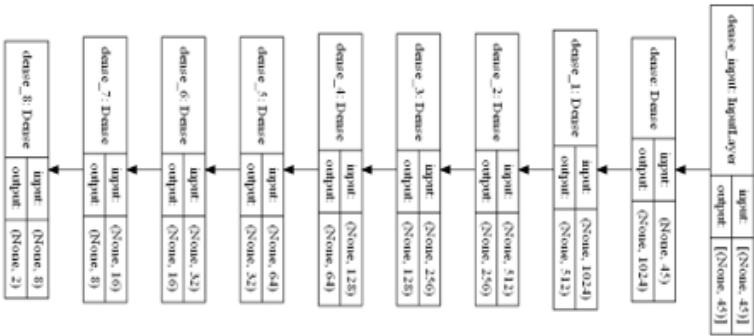 dense_input: InputLayer
input: [(None, 45)]
output: [(None, 45)]
dense: Dense
input: (None, 45)
output: (None, 1024)
dense_1: Dense
input: (None, 1024)
output: (None, 512)
dense_2: Dense
input: (None, 512)
output: (None, 256)
dense_3: Dense
input: (None, 256)
output: (None, 128)
dense_4: Dense
input: (None, 128)
output: (None, 64)
dense_5: Dense
input: (None, 64)
output: (None, 32)
dense_6: Dense
input: (None, 32)
output: (None, 16)
dense_7: Dense
input: (None, 16)
output: (None, 8)
dense_8: Dense
input: (None, 8)
output: (None, 2)